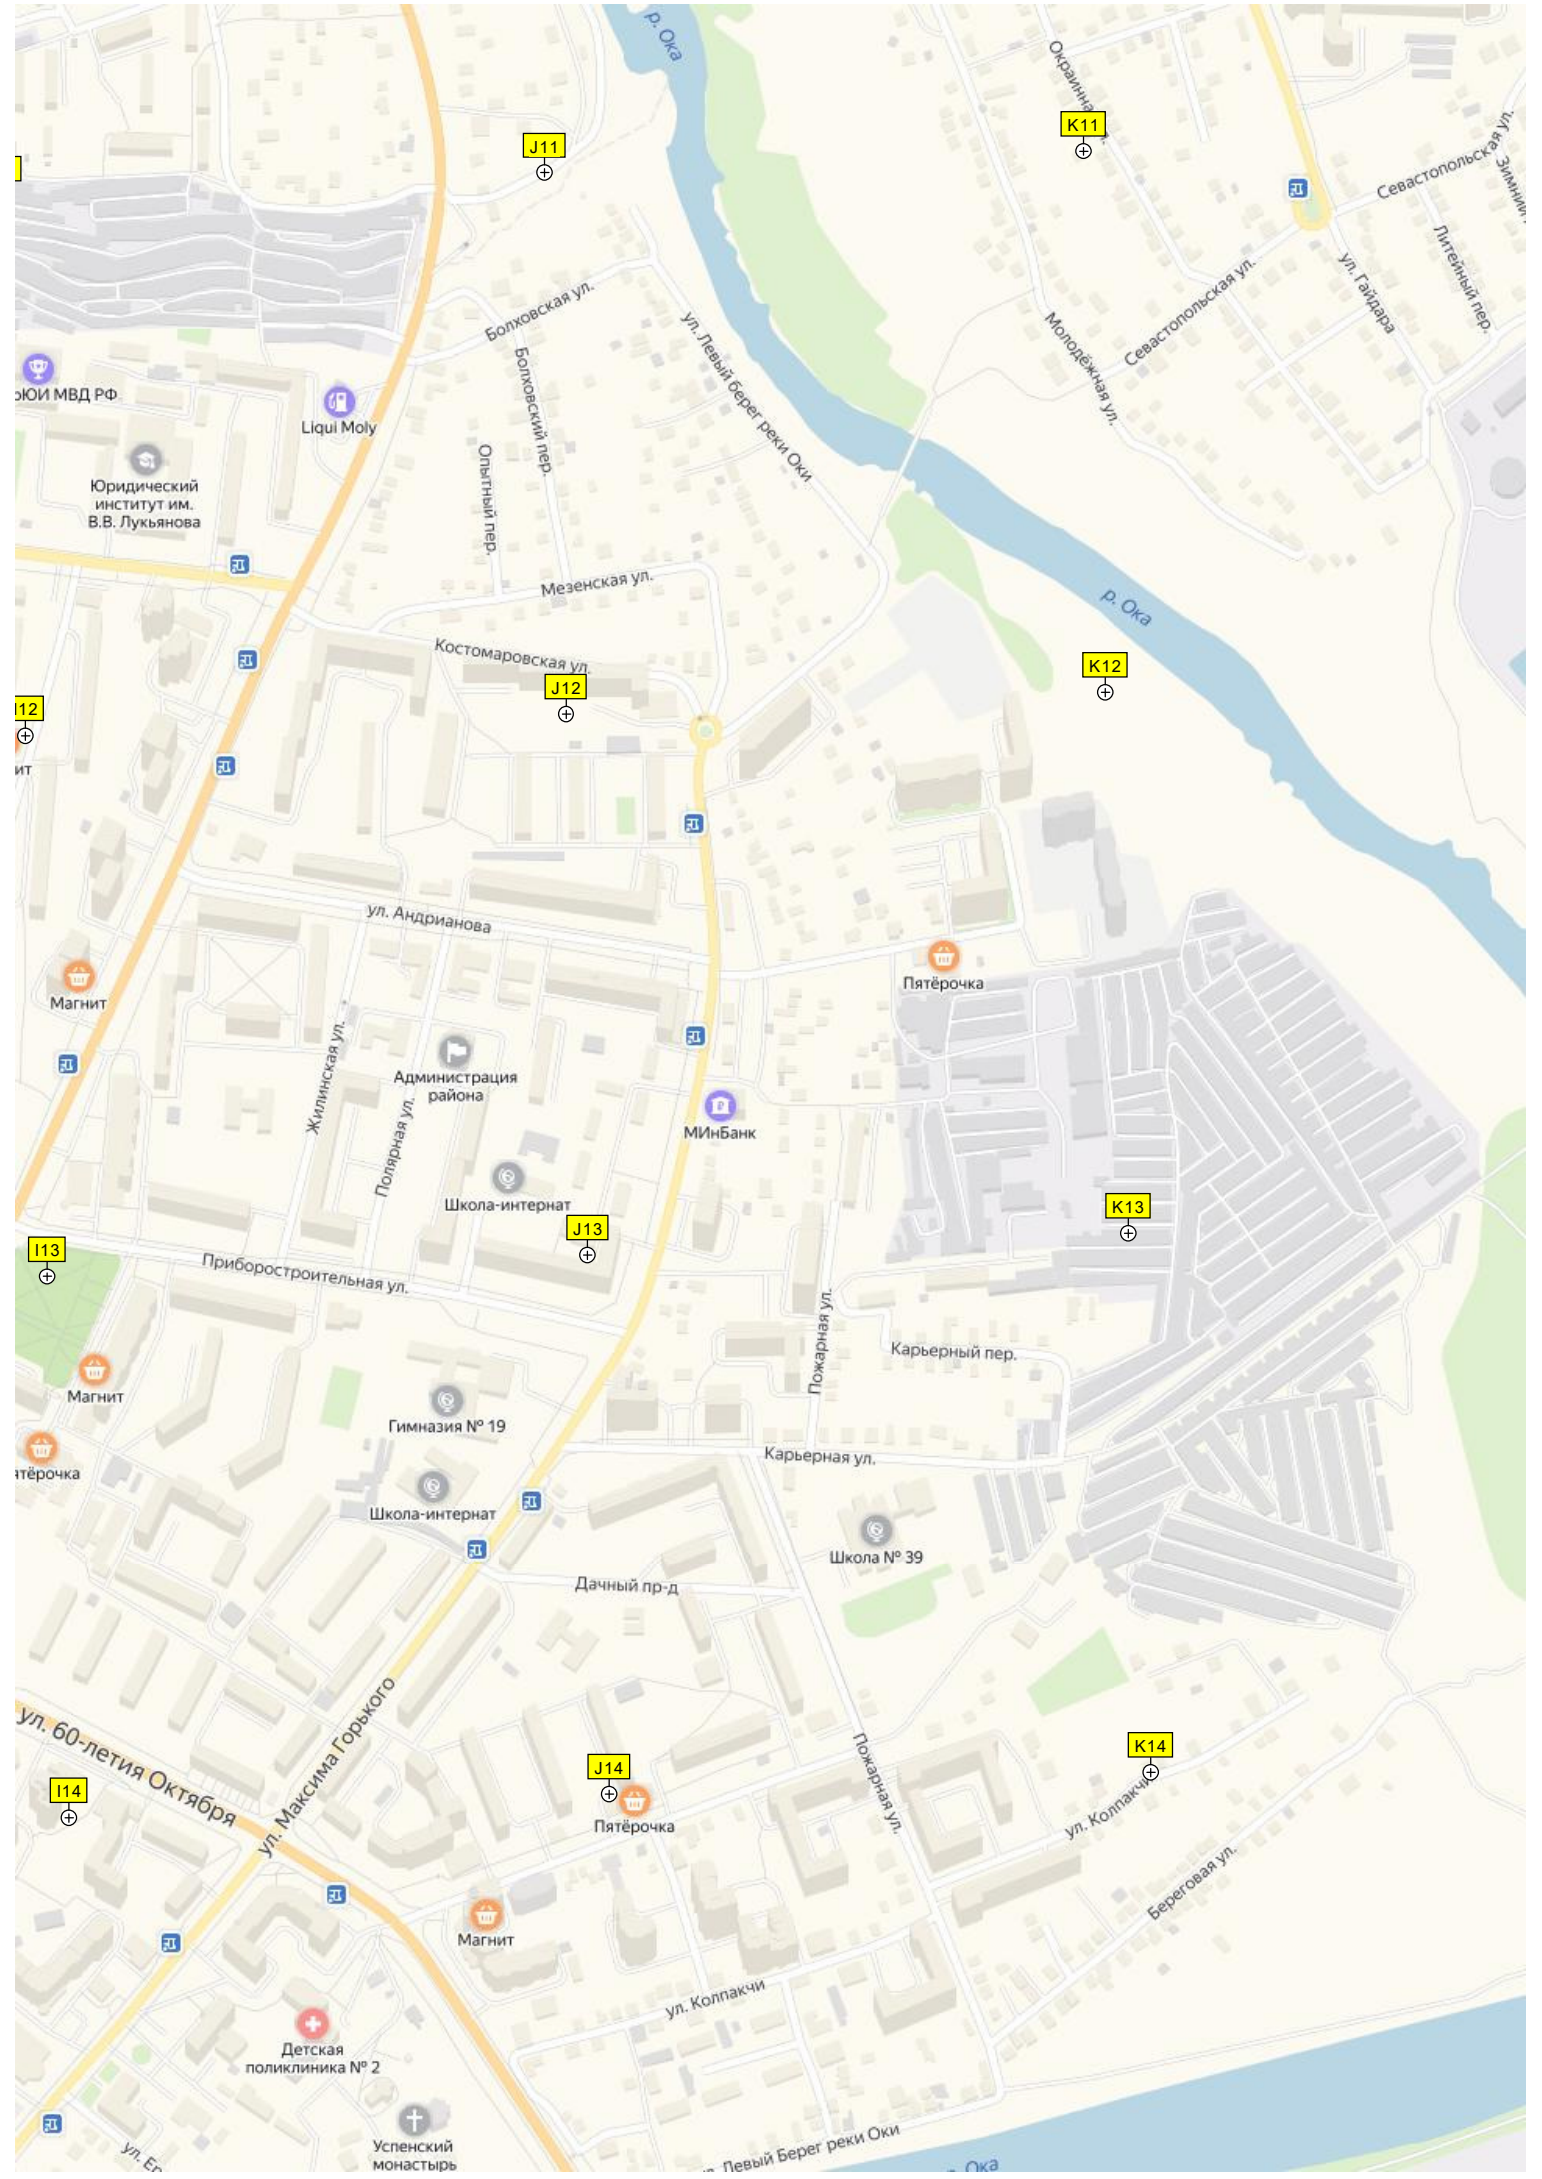 р. Ока
Окраинная ул.
K11
J11
Севастопольская ул.
Литейный пер.
ул. Гайдара
Севастопольская ул.
Болховская ул.
Молодёжная ул.
ул. Левый берег реки Оки
Болховский пер.
ЮИ МВД РФ
Liqui Moly
Опытный пер.
Юридический
институт им.
В.В. Лукьянова
Мезенская ул.
р. Ока
Костомаровская ул.
K12
J12
I12
ит
ул. Андрианова
Пятёрочка
Магнит
Жилинская ул.
Администрация
района
Полярная ул.
МИнБанк
Школа-интернат
K13
J13
I13
Приборостроительная ул.
Пожарная ул.
Карьерный пер.
Магнит
Гимназия № 19
Карьерная ул.
ятёрочка
Школа-интернат
Школа № 39
Дачный пр-д
ул. Максима Горького
ул. 60-летия Октября
Пожарная ул.
K14
J14
I14
Пятёрочка
ул. Колпакчи
Береговая ул.
Магнит
ул. Колпакчи
Детская
поликлиника № 2
Успенский
монастырь
Левый Берег реки Оки
Ока